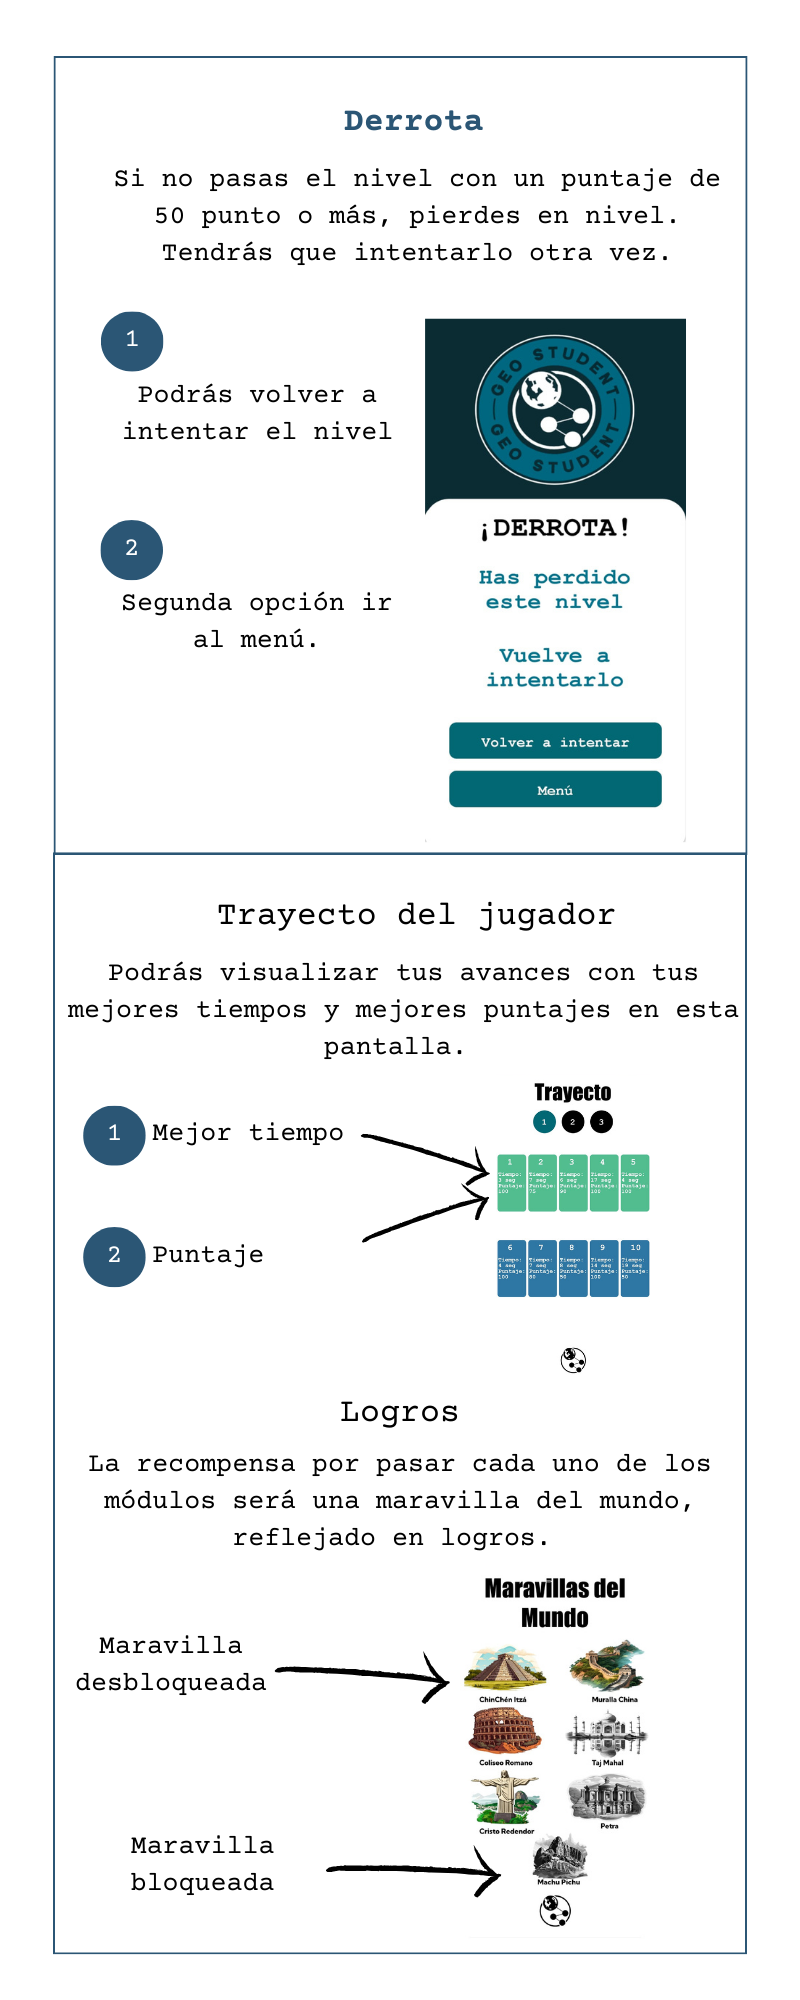 Derrota
Si no pasas el nivel con un puntaje de
50 punto o más, pierdes en nivel.
Tendrás que intentarlo otra vez.
1
Podrás volver a
intentar el nivel
2
Segunda opción ir
al menú.
GEO STUDENT
GEO STUDENT
¡DERROTA!
Has perdido
este nivel
Vuelve a
intentarlo
Volver a intentar
Menú
Trayecto del jugador
Podrás visualizar tus avances con tus
mejores tiempos y mejores puntajes en esta
pantalla.
1 Mejor tiempo
2 Puntaje
Trayecto
1 2 3
1 2 3 4 5
Tiempo: Tiempo: Tiempo: Tiempo: Tiempo:
3 seg 7 seg 6 seg 17 seg 4 seg
Puntaje: Puntaje: Puntaje: Puntaje: Puntaje:
100 75 90 100 100
6 7 8 9 10
Tiempo: Tiempo: Tiempo: Tiempo: Tiempo:
4 seg 7 seg 8 seg 14 seg 18 seg
Puntaje: Puntaje: Puntaje: Puntaje: Puntaje:
100 80 50 100 50
Logros
La recompensa por pasar cada uno de los
módulos será una maravilla del mundo,
reflejado en logros.
Maravillas del
Mundo
Maravilla
desbloqueada
ChinChén Itzá Muralla China
Coliseo Romano Taj Mahal
Cristo Redendor Petra
Maravilla
bloqueada
Machu Pichu